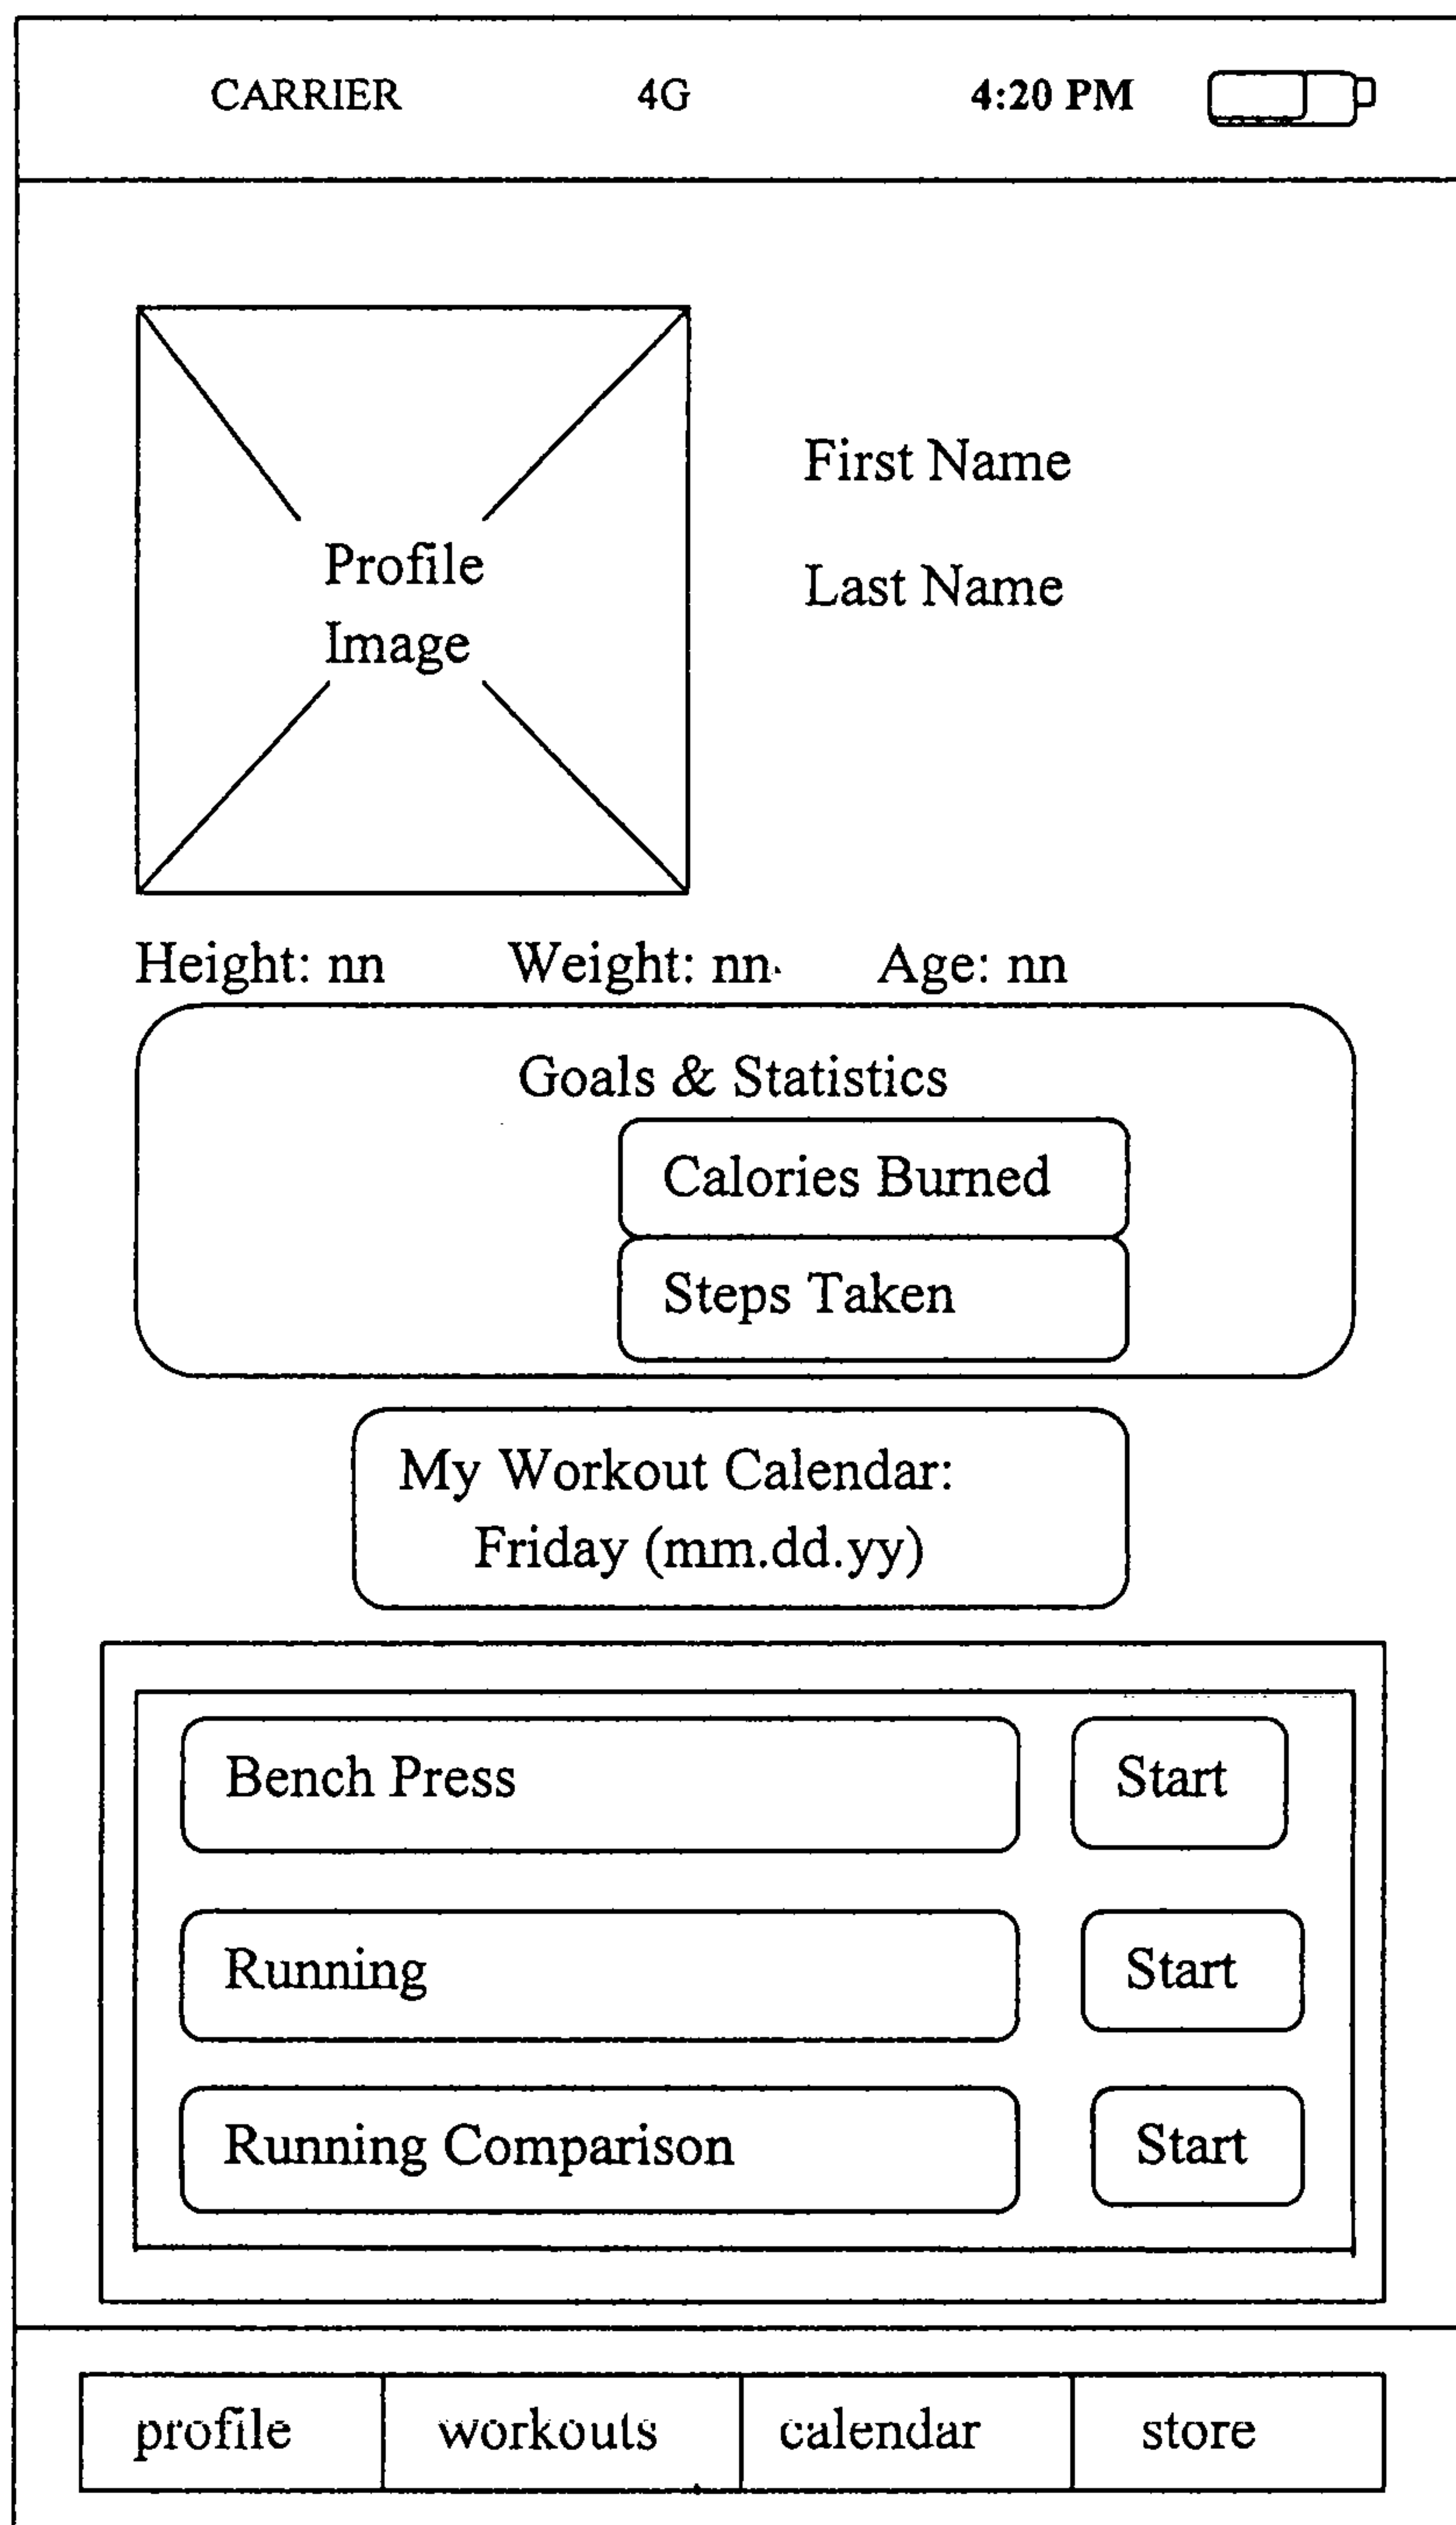 CARRIER 4G 4:20 PM
First Name
Last Name
Profile
Image
Height: nn Weight: nn Age: nn
Goals & Statistics
Calories Burned
Steps Taken
My Workout Calendar:
Friday (mm.dd.yy)
Bench Press Start
Running Start
Running Comparison Start
profile workouts calendar store